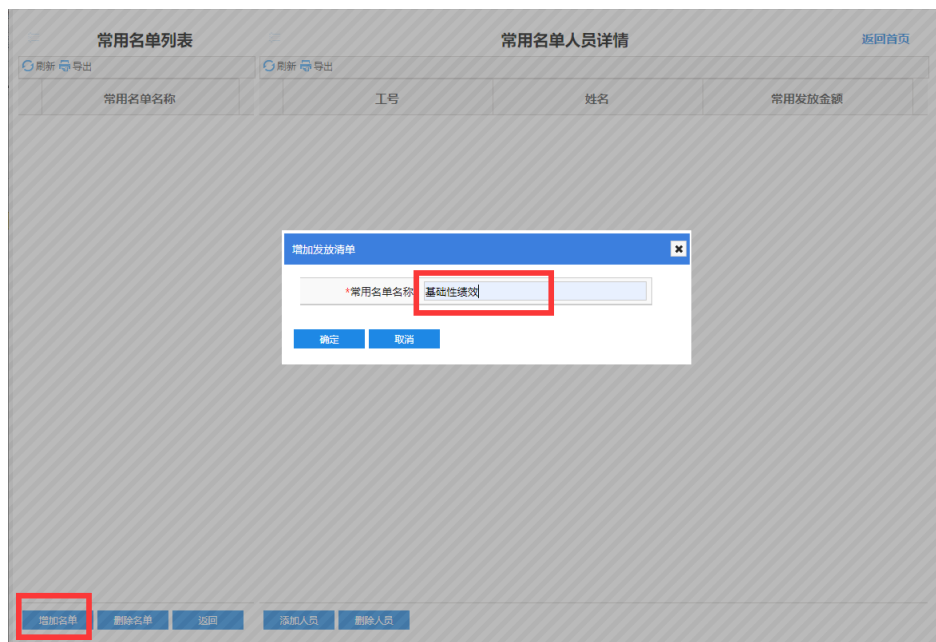 常用名单列表
常用名单人员详情
返回首页
刷新 导出
刷新 导出
常用名单名称
工号
姓名
常用发放金额
增加发放清单
*常用名单名称
基础性绩效
确定
取消
增加名单
删除名单
返回
添加人员
删除人员